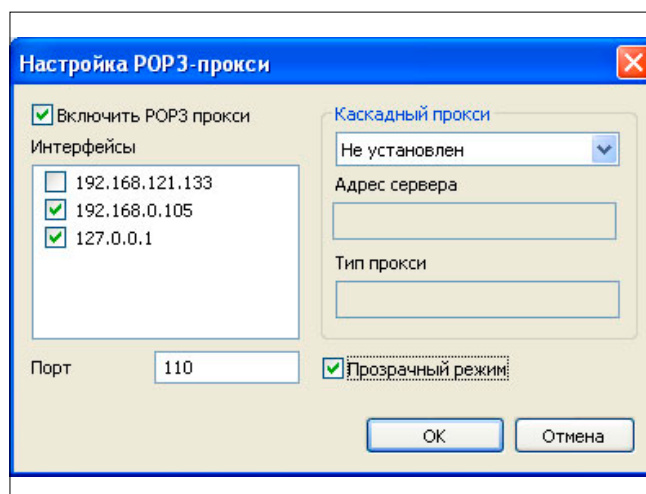 Настройка POP3-прокси
Включить POP3 прокси
Интерфейсы
192.168.121.133
192.168.0.105
127.0.0.1
Порт
110
Каскадный прокси
Не установлен
Адрес сервера
Тип прокси
Прозрачный режим
OK
Отмена